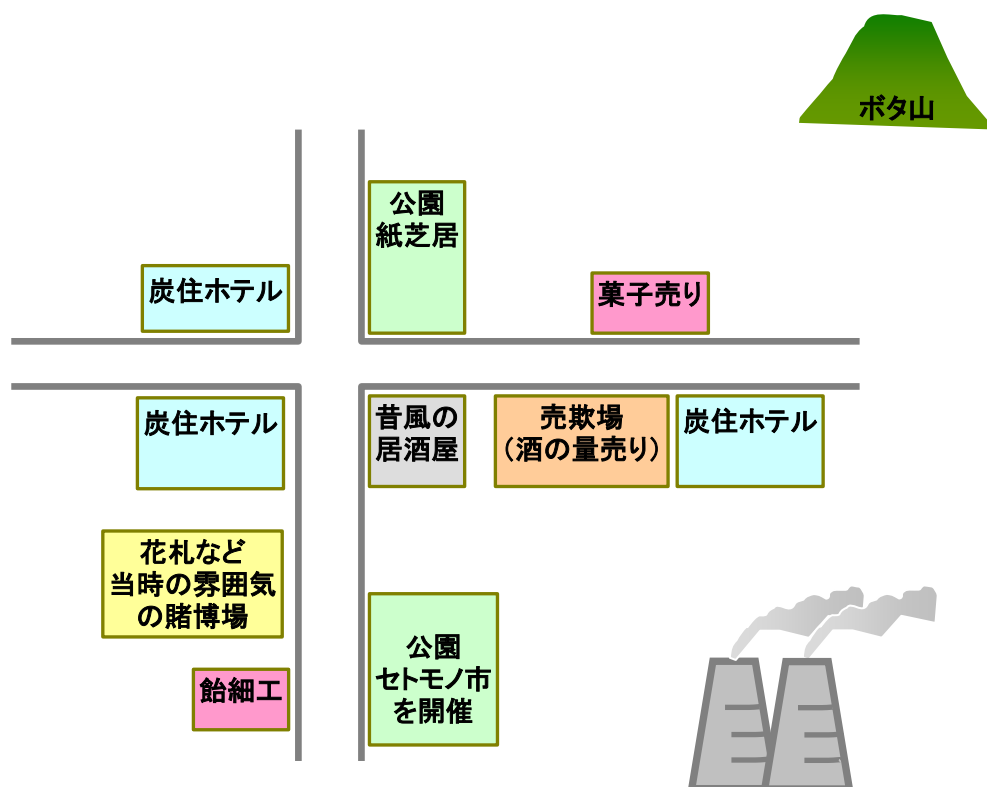 ボタ山
公園
紙芝居
炭住ホテル
菓子売り
炭住ホテル
昔風の
居酒屋
売欺場
（酒の量売り）
炭住ホテル
花札など
当時の雰囲気
の賭博場
公園
セトモノ市
を開催
飴細工